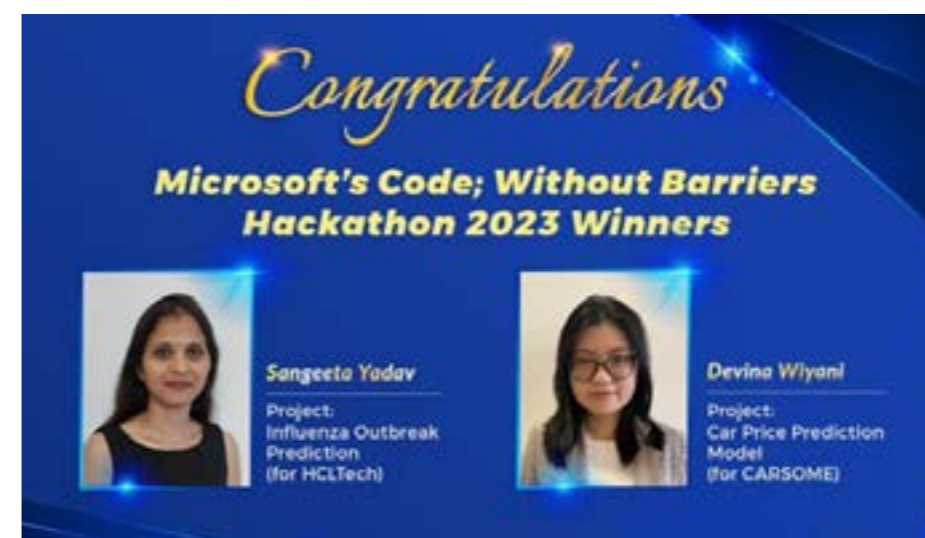 Congratulations
Microsoft's Code; Without Barriers
Hackathon 2023 Winners
Sangeeta Yadav
Project:
Influenza Outbreak
Prediction
(for HCLTech)
Devina Wiyani
Project:
Car Price Prediction
Model
(for CARSOME)